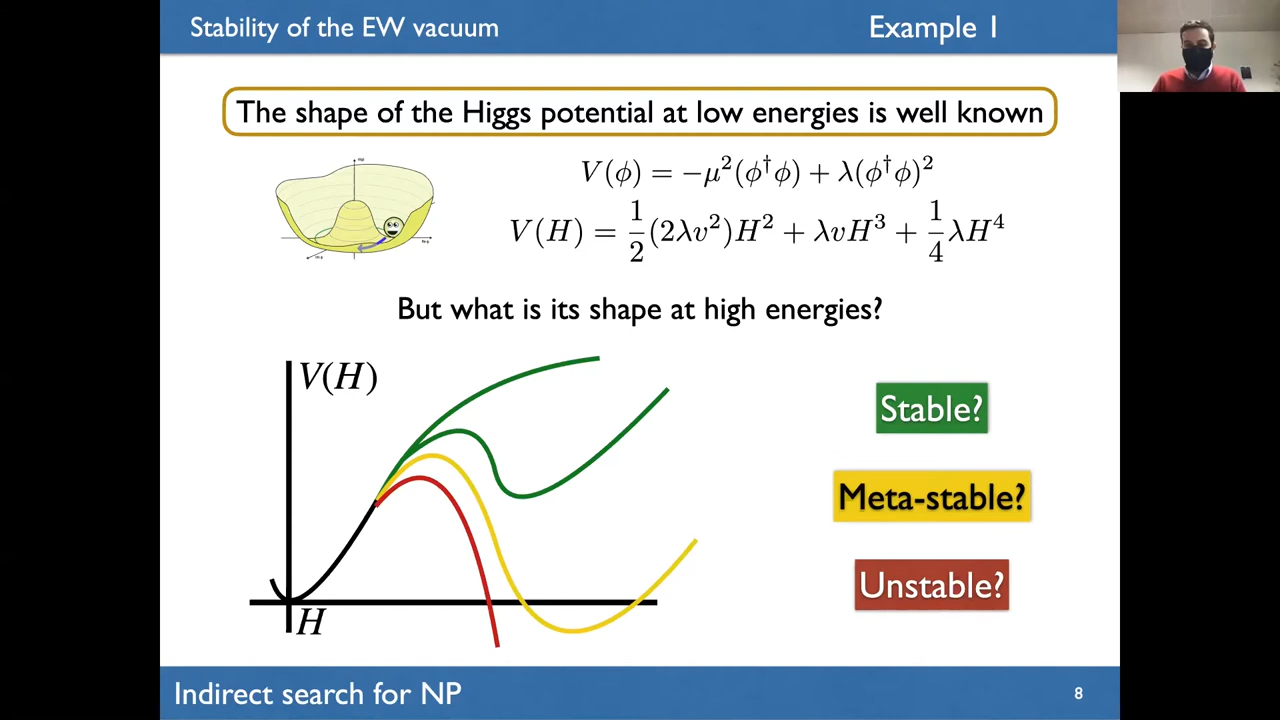 Stability of the EW vacuum
Example 1
The shape of the Higgs potential at low energies is well known
V(ϕ) = −μ²(ϕ†ϕ) + λ(ϕ†ϕ)²
V(H) = 1/2 (2λv²)H² + λvH³ + 1/4 λH⁴
But what is its shape at high energies?
V(H)
H
Stable?
Meta-stable?
Unstable?
Indirect search for NP
8